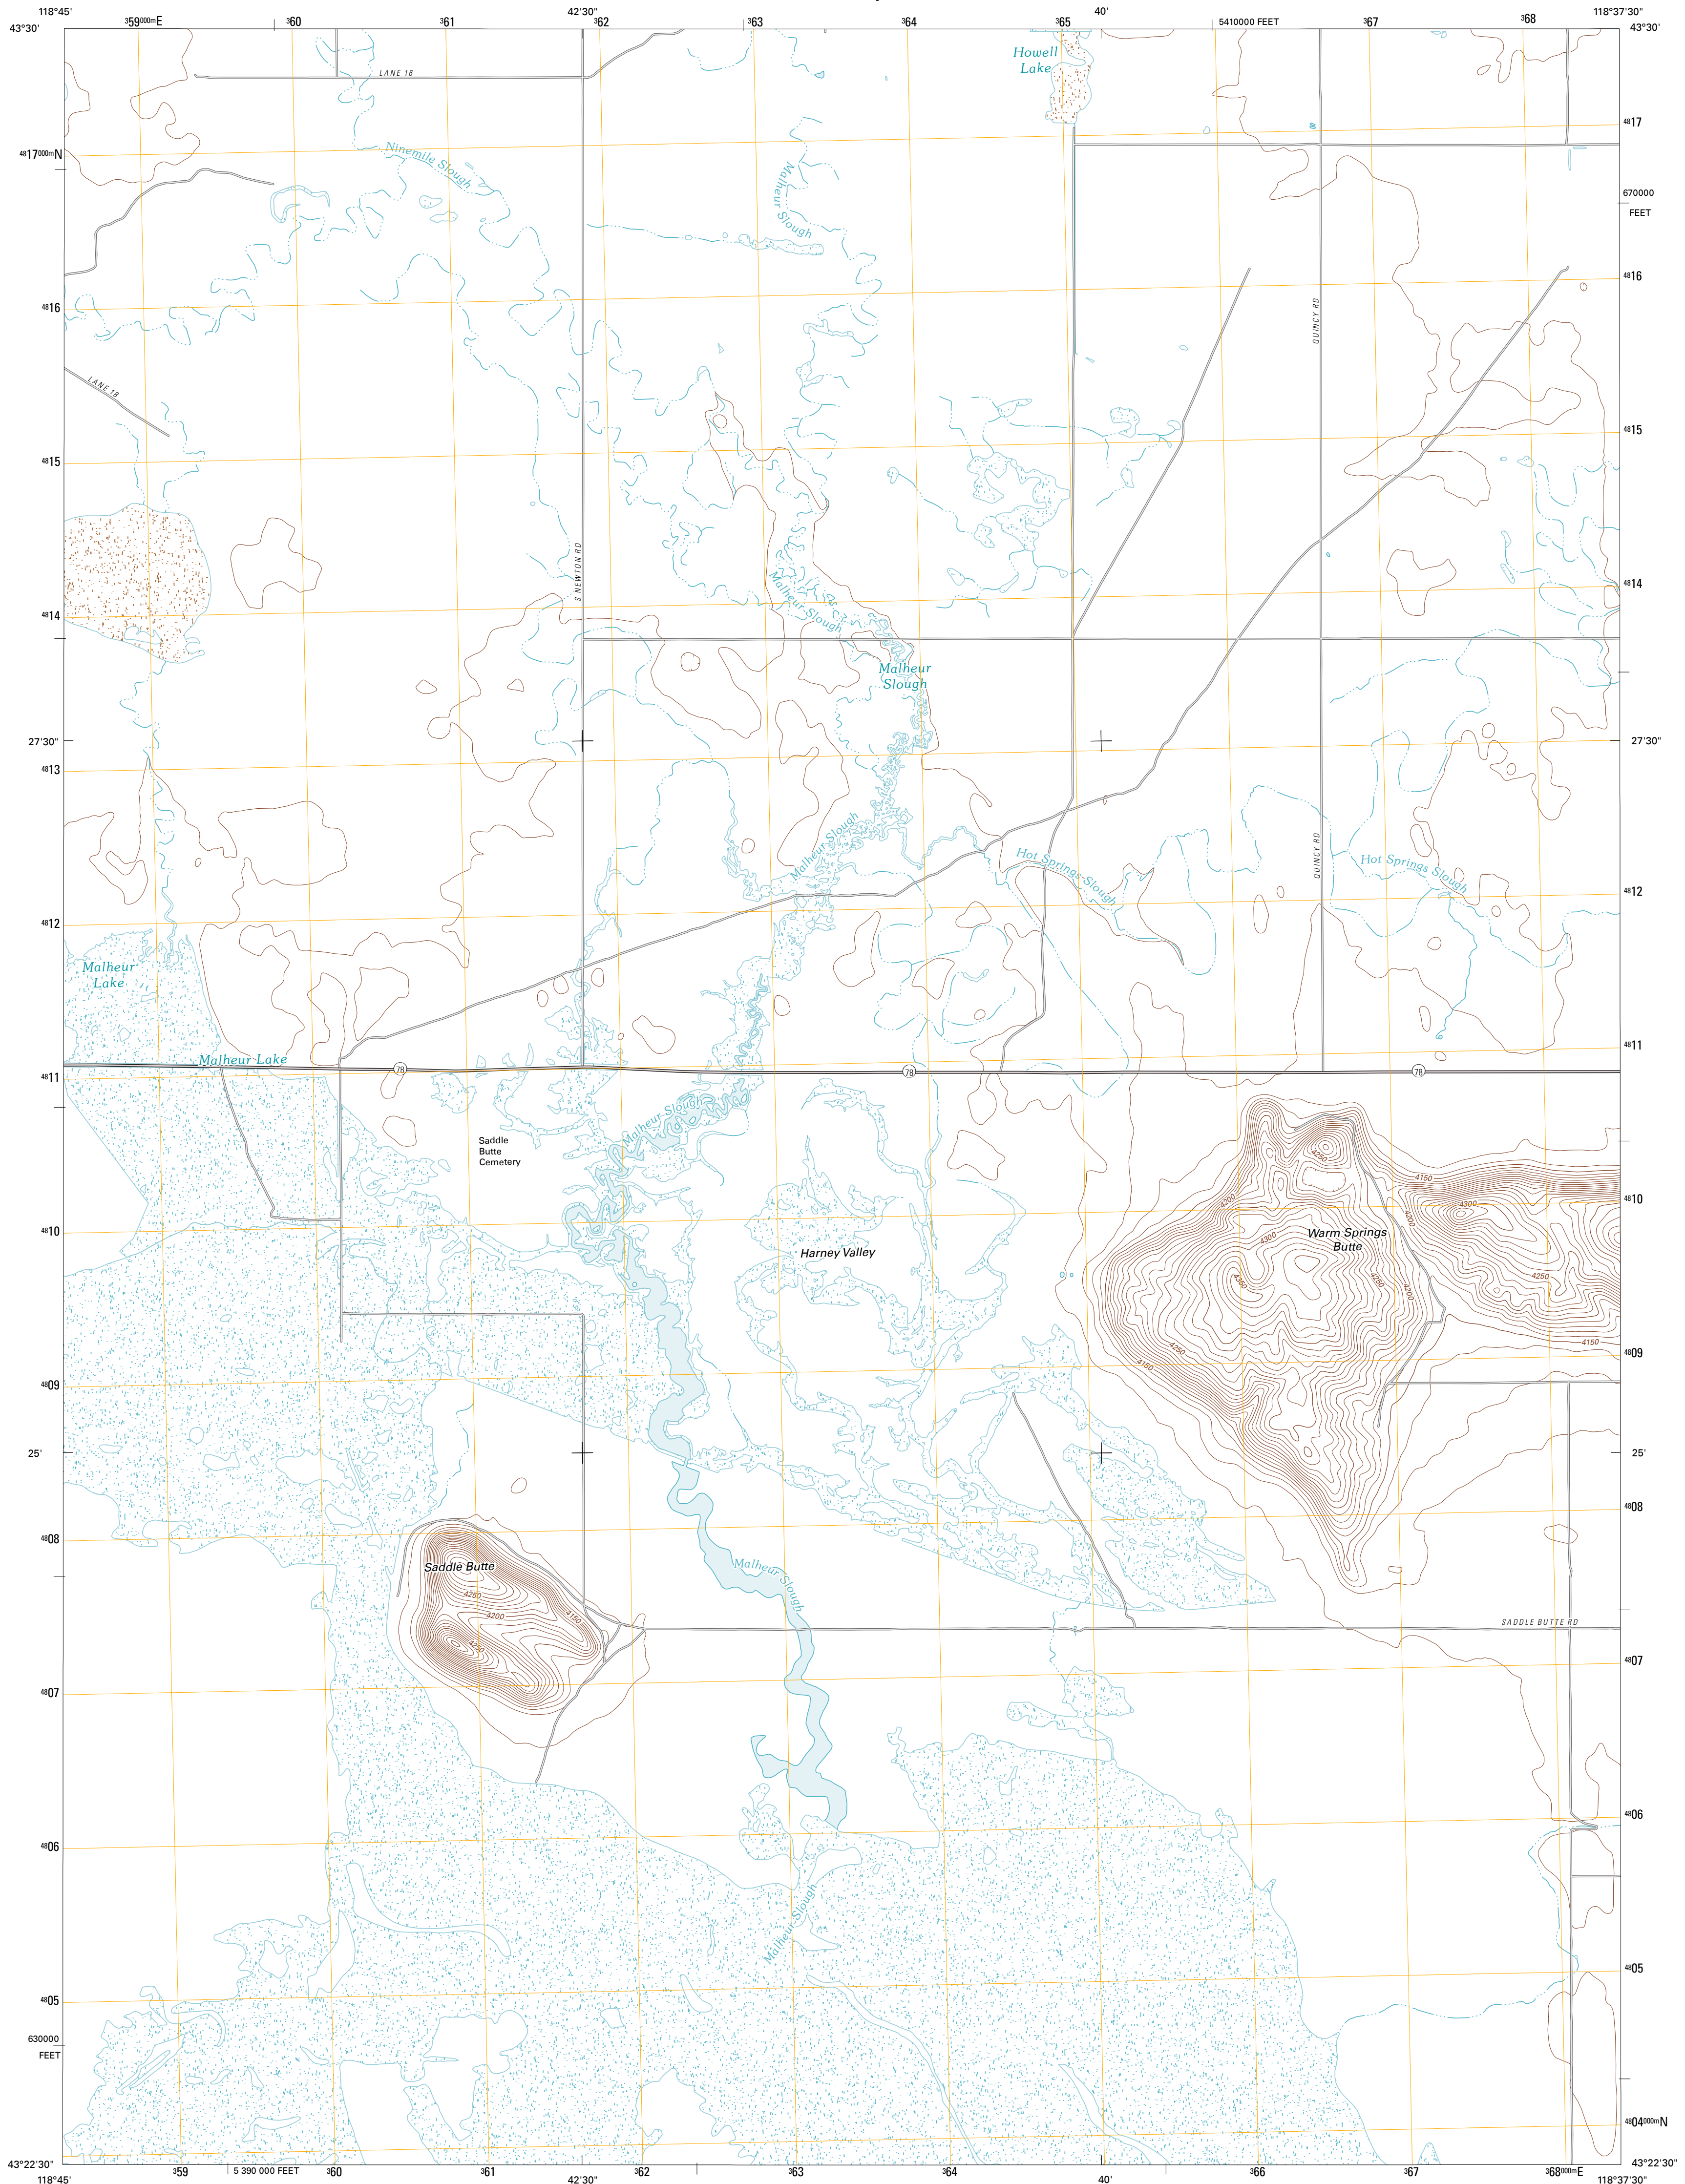 118°45' 359000mE 360 361 42'30" 362 363 364 365 40' 5410000 FEET 367 368 118°37'30"
43°30' 43°30'
Howell
Lake
LANE 16
4817 4817000mN
Ninemile Slough
Malheur Slough
670000
FEET
4816 4816
QUINCY RD
LANE 18
4815 4815
S NEWTON RD
4814 4814
Malheur Slough
Malheur
Slough
27'30" 27'30"
4813
Malheur Slough
Hot Springs Slough
QUINCY RD
Hot Springs Slough
4812 4812
Malheur
Lake
Malheur Lake
4811 4811
78 78 78
Malheur Slough
Saddle
Butte
Cemetery
4250
4150
4200
4300
4200
4810 4810
Harney Valley
Warm Springs
Butte
4300
4350
4250
4200
4250
4150
4250
4150
4809 4809
25' 25'
4808 4808
Saddle Butte
Malheur Slough
4250
4200
4150
4250
SADDLE BUTTE RD
4807 4807
4806 4806
Malheur Slough
4805 4805
630000
FEET
4804000mN
43°22'30" 43°22'30"
118°45' 359 5 390 000 FEET 360 361 42'30" 362 363 364 40' 366 367 368000mE 118°37'30"